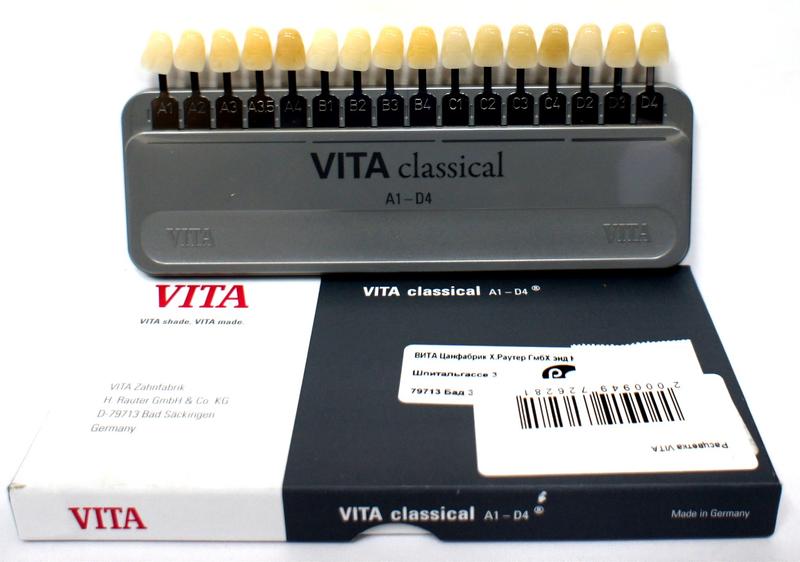 A1 A2 A3 A3.5 A4 B1 B2 B3 B4 C1 C2 C3 C4 D2 D3 D4
VITA classical
A1–D4
VITA VITA
VITA
VITA shade. VITA made.
VITA classical A1–D4®
VITA Zahnfabrik
H. Rauter GmbH & Co. KG
D-79713 Bad Säckingen
Germany
ВИТА Цанфабрик Х.Раутер ГмбХ энд
Шпитальгассе 3
79713 Бад З
2000949726281
Расцветка VITA
VITA
VITA classical A1–D4®
Made in Germany